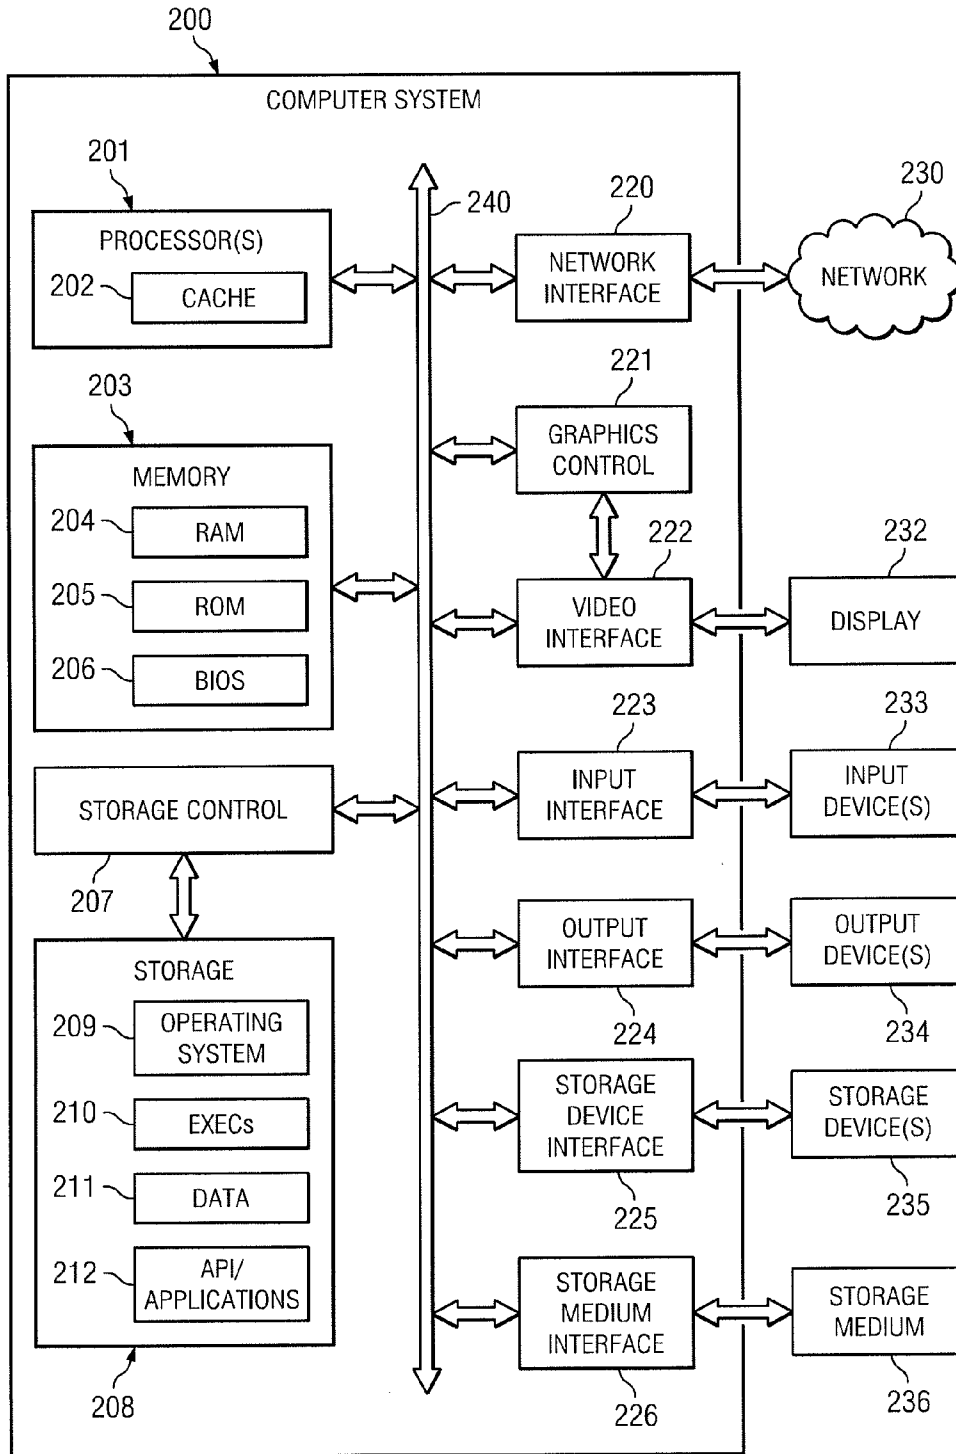 200
COMPUTER SYSTEM
201
PROCESSOR(S)
202
CACHE
203
MEMORY
204
RAM
205
ROM
206
BIOS
STORAGE CONTROL
207
STORAGE
209
OPERATING
SYSTEM
210
EXECs
211
DATA
212
API/
APPLICATIONS
208
240
220
NETWORK
INTERFACE
230
NETWORK
221
GRAPHICS
CONTROL
222
VIDEO
INTERFACE
232
DISPLAY
223
INPUT
INTERFACE
233
INPUT
DEVICE(S)
OUTPUT
INTERFACE
224
OUTPUT
DEVICE(S)
234
STORAGE
DEVICE
INTERFACE
225
STORAGE
DEVICE(S)
235
STORAGE
MEDIUM
INTERFACE
226
STORAGE
MEDIUM
236